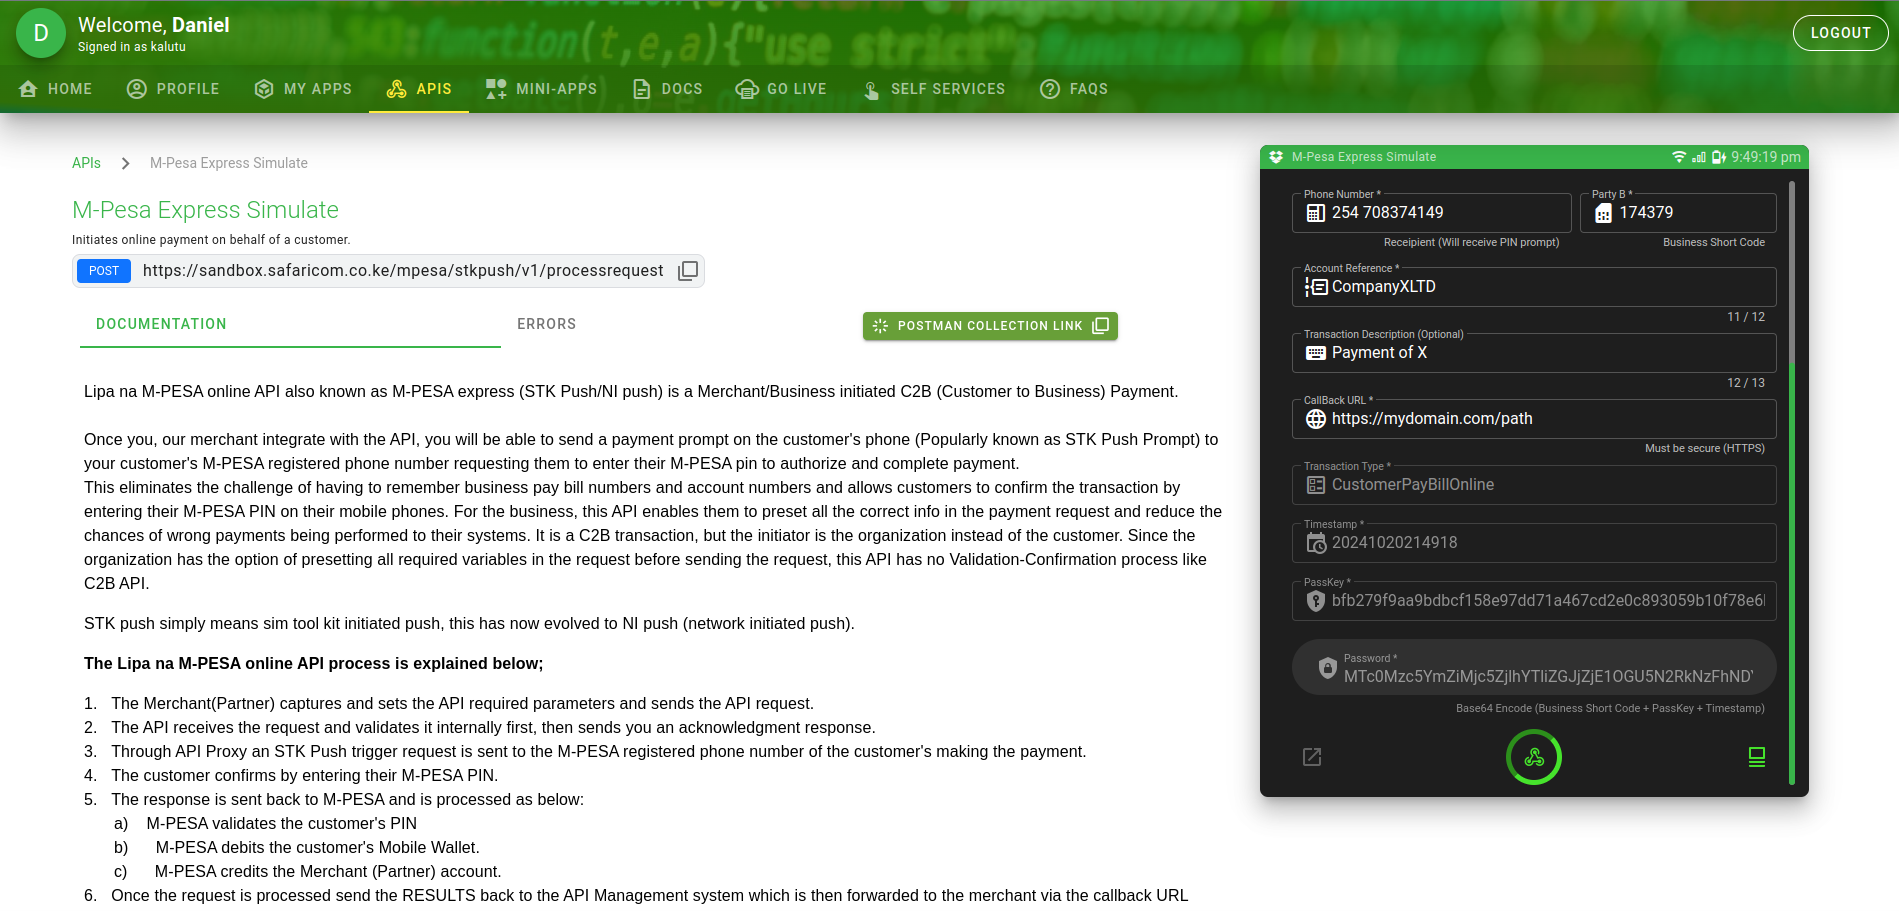 D
Welcome, Daniel
Signed in as kalutu
LOGOUT
function(t,e,a){"use strict";
HOME
PROFILE
MY APPS
APIS
MINI-APPS
DOCS
GO LIVE
SELF SERVICES
FAQS
APIs
M-Pesa Express Simulate
M-Pesa Express Simulate
Initiates online payment on behalf of a customer.
POST https://sandbox.safaricom.co.ke/mpesa/stkpush/v1/processrequest
DOCUMENTATION
ERRORS
POSTMAN COLLECTION LINK
Lipa na M-PESA online API also known as M-PESA express (STK Push/NI push) is a Merchant/Business initiated C2B (Customer to Business) Payment.
Once you, our merchant integrate with the API, you will be able to send a payment prompt on the customer's phone (Popularly known as STK Push Prompt) to
your customer's M-PESA registered phone number requesting them to enter their M-PESA pin to authorize and complete payment.
This eliminates the challenge of having to remember business pay bill numbers and account numbers and allows customers to confirm the transaction by
entering their M-PESA PIN on their mobile phones. For the business, this API enables them to preset all the correct info in the payment request and reduce the
chances of wrong payments being performed to their systems. It is a C2B transaction, but the initiator is the organization instead of the customer. Since the
organization has the option of presetting all required variables in the request before sending the request, this API has no Validation-Confirmation process like
C2B API.
STK push simply means sim tool kit initiated push, this has now evolved to NI push (network initiated push).
The Lipa na M-PESA online API process is explained below;
1. The Merchant(Partner) captures and sets the API required parameters and sends the API request.
2. The API receives the request and validates it internally first, then sends you an acknowledgment response.
3. Through API Proxy an STK Push trigger request is sent to the M-PESA registered phone number of the customer's making the payment.
4. The customer confirms by entering their M-PESA PIN.
5. The response is sent back to M-PESA and is processed as below:
a) M-PESA validates the customer's PIN
b) M-PESA debits the customer's Mobile Wallet.
c) M-PESA credits the Merchant (Partner) account.
6. Once the request is processed send the RESULTS back to the API Management system which is then forwarded to the merchant via the callback URL
M-Pesa Express Simulate
9:49:19 pm
Phone Number *
254 708374149
Receipient (Will receive PIN prompt)
Party B *
174379
Business Short Code
Account Reference *
CompanyXLTD
11 / 12
Transaction Description (Optional)
Payment of X
12 / 13
CallBack URL *
https://mydomain.com/path
Must be secure (HTTPS)
Transaction Type *
CustomerPayBillOnline
Timestamp *
20241020214918
PassKey *
bfb279f9aa9bdbcf158e97dd71a467cd2e0c893059b10f78e6
Password *
MTc0Mzc5YmZiMjc5ZjlhYTliZGJjZjE1OGU5N2RkNzFhND
Base64 Encode (Business Short Code + PassKey + Timestamp)